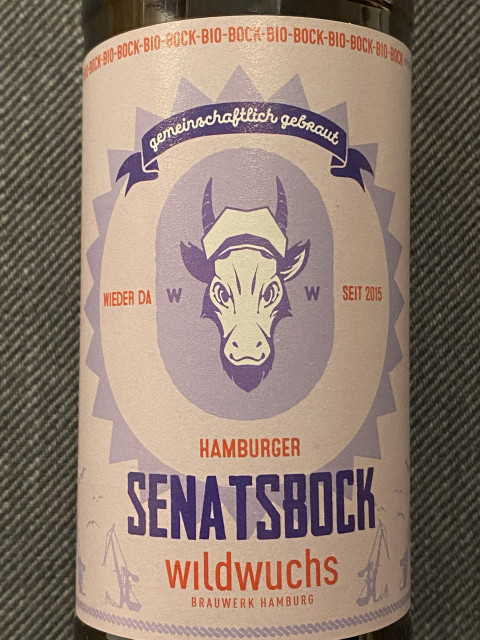 BIO-BOCK-BIO-BOCK-BIO-BOCK-BIO-BOCK-BIO-BOCK
gemeinschaftlich gebraut
WIEDER DA W W SEIT 2015
HAMBURGER
SENATSBOCK
wildwuchs
BRAUWERK HAMBURG